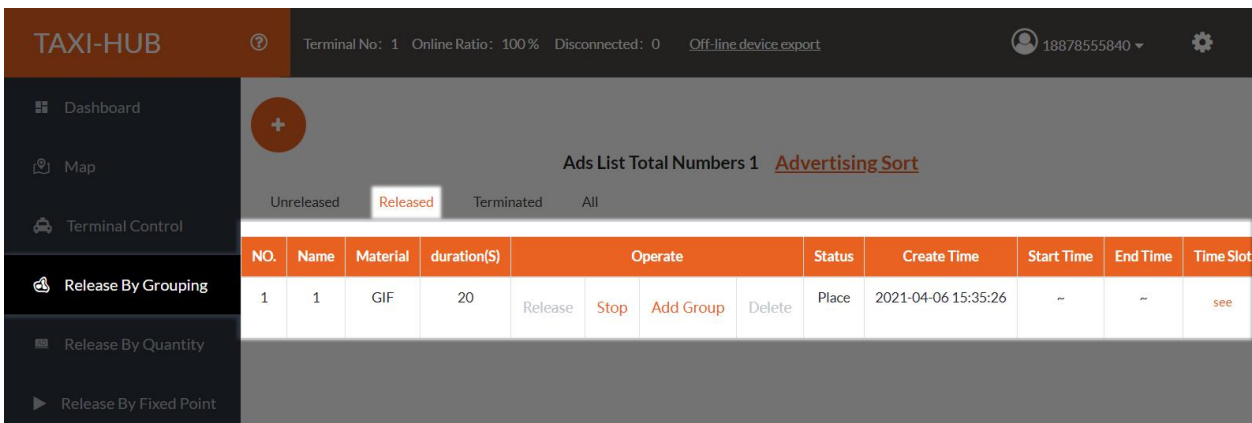 TAXI-HUB
Terminal No: 1 Online Ratio: 100 % Disconnected: 0 Off-line device export 18878555840
Dashboard
Map
Terminal Control
Release By Grouping
Release By Quantity
Release By Fixed Point
Ads List Total Numbers 1 Advertising Sort
Unreleased Released Terminated All
NO. Name Material duration(S) Operate Status Create Time Start Time End Time Time Slot
1 1 GIF 20 Release Stop Add Group Delete Place 2021-04-06 15:35:26 ~ ~ see